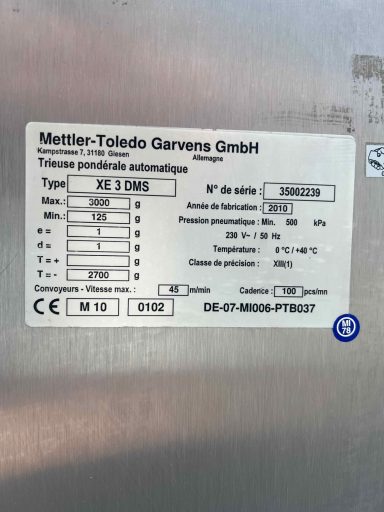 Mettler-Toledo Garvens GmbH
Kampstrasse 7, 31180 Giesen Allemagne
Trieuse pondérale automatique
Type XE 3 DMS N° de série : 35002239
Max.: 3000 g Année de fabrication : 2010
Min.: 125 g Pression pneumatique : Min. 500 kPa
e = 1 g 230 V~ / 50 Hz
d = 1 g Température : 0 °C / +40 °C
T = + g Classe de précision : XIII(1)
T = - 2700 g
Convoyeurs - Vitesse max. : 45 m/min Cadence : 100 pcs/mn
CE M 10 0102 DE-07-MI006-PTB037
MI
78